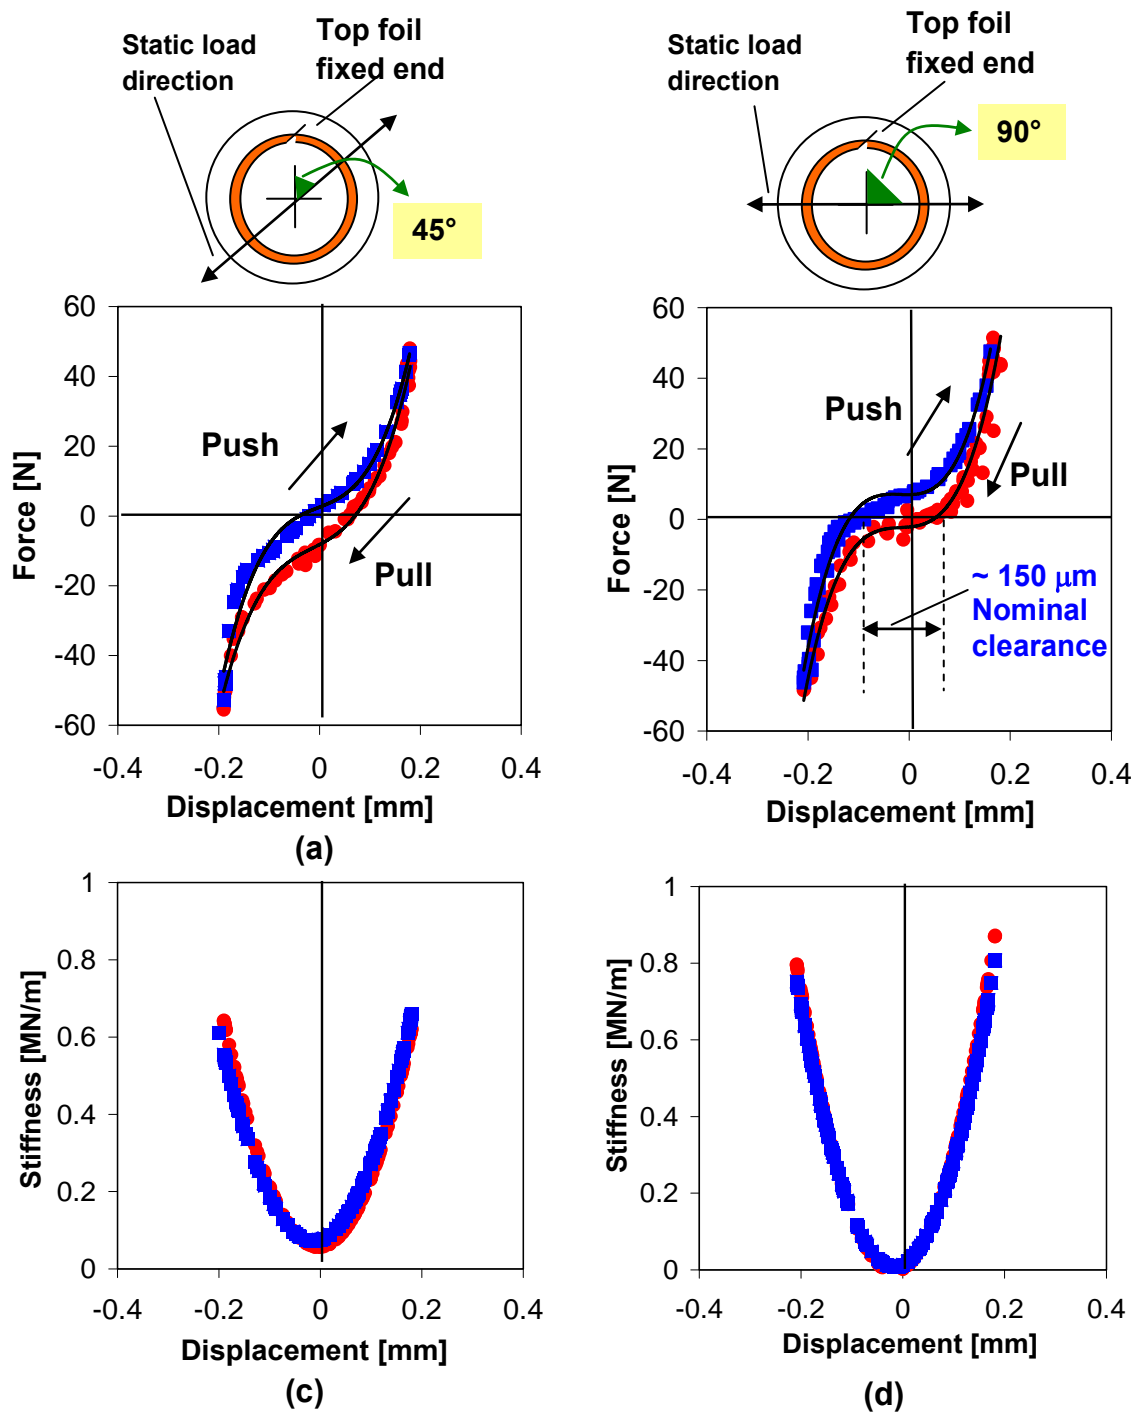 Static load
direction
Top foil
fixed end
45°
Static load
direction
Top foil
fixed end
90°
Force [N]
60
40
20
0
-20
-40
-60
Push
Pull
-0.4
-0.2
0
0.2
0.4
Displacement [mm]
(a)
Force [N]
60
40
20
0
-20
-40
-60
Push
Pull
~ 150 μm
Nominal
clearance
-0.4
-0.2
0
0.2
0.4
Displacement [mm]
Stiffness [MN/m]
1
0.8
0.6
0.4
0.2
0
-0.4
-0.2
0
0.2
0.4
Displacement [mm]
(c)
Stiffness [MN/m]
1
0.8
0.6
0.4
0.2
0
-0.4
-0.2
0
0.2
0.4
Displacement [mm]
(d)